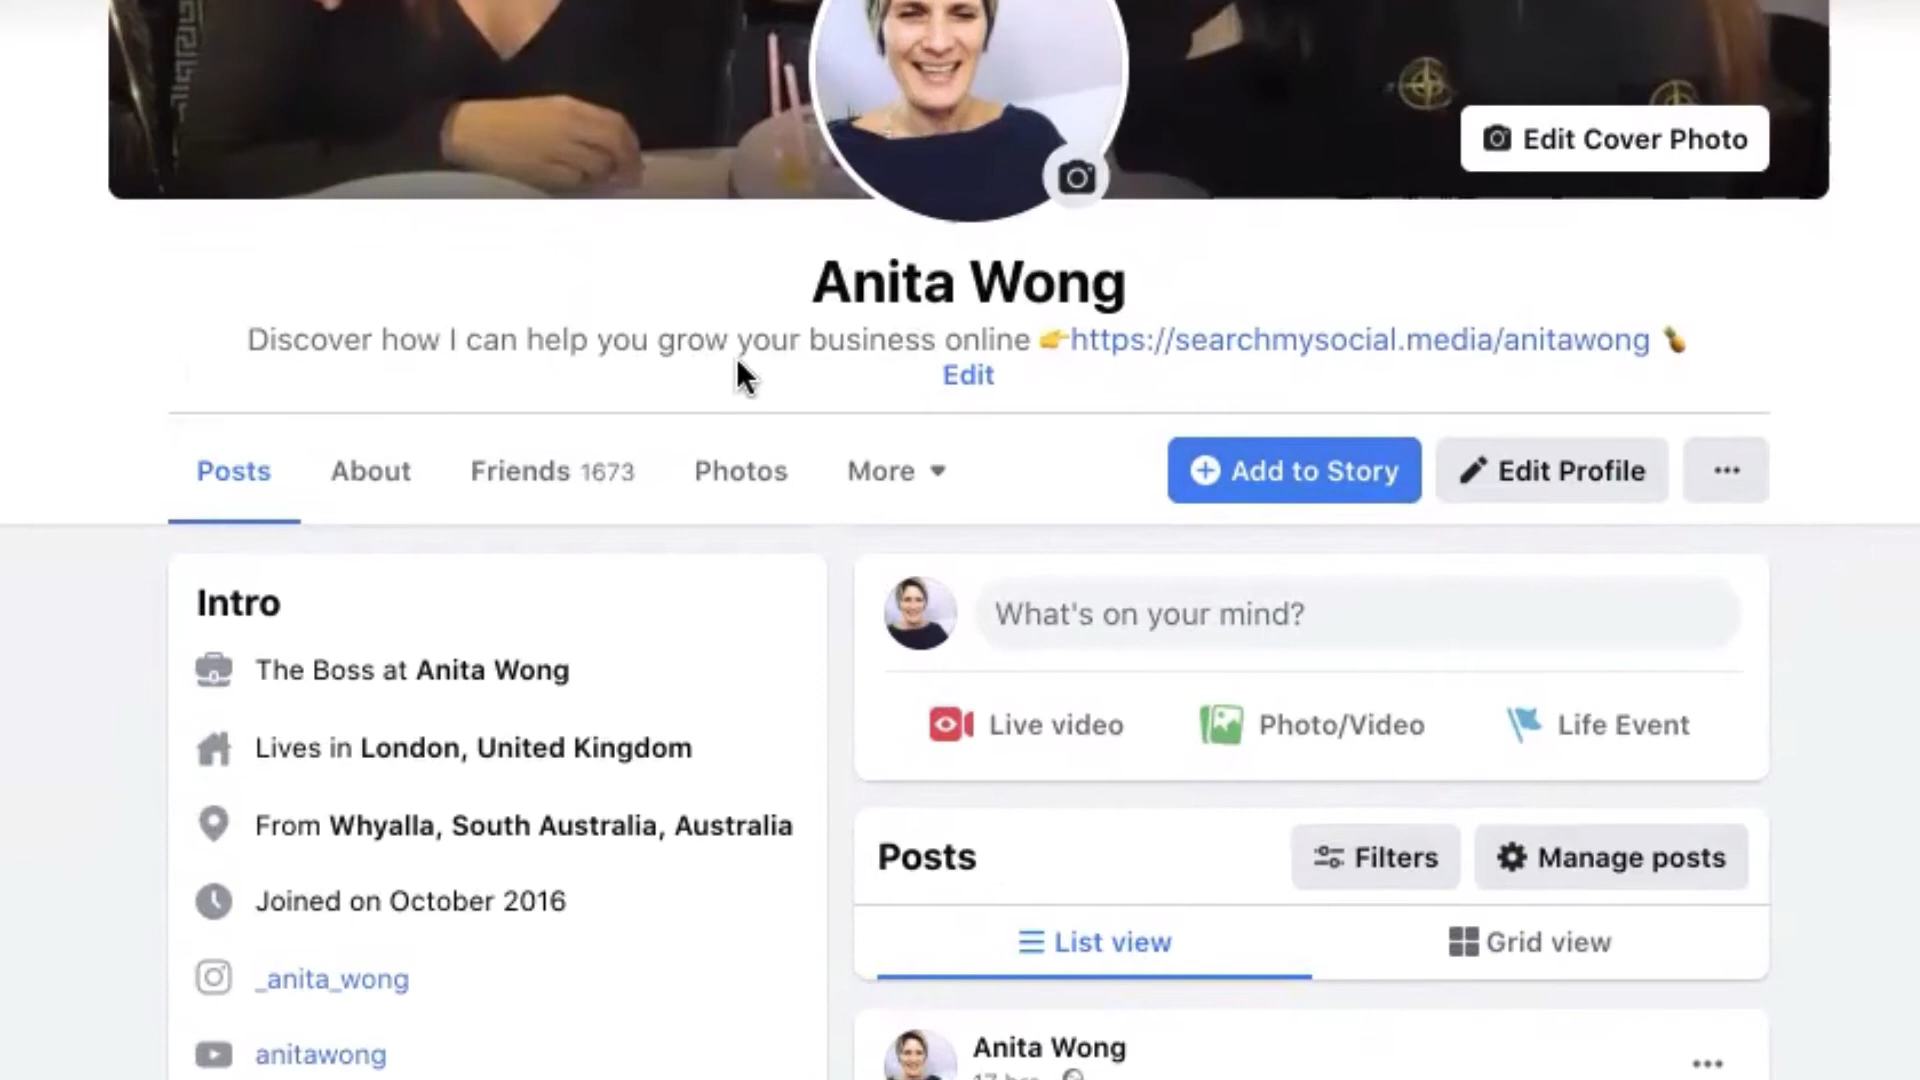 Edit Cover Photo
Anita Wong
Discover how I can help you grow your business online 👉https://searchmysocial.media/anitawong 🍍
Edit
Posts About Friends 1673 Photos More
Add to Story Edit Profile
Intro
The Boss at Anita Wong
Lives in London, United Kingdom
From Whyalla, South Australia, Australia
Joined on October 2016
_anita_wong
anitawong
What's on your mind?
Live video Photo/Video Life Event
Posts Filters Manage posts
List view Grid view
Anita Wong